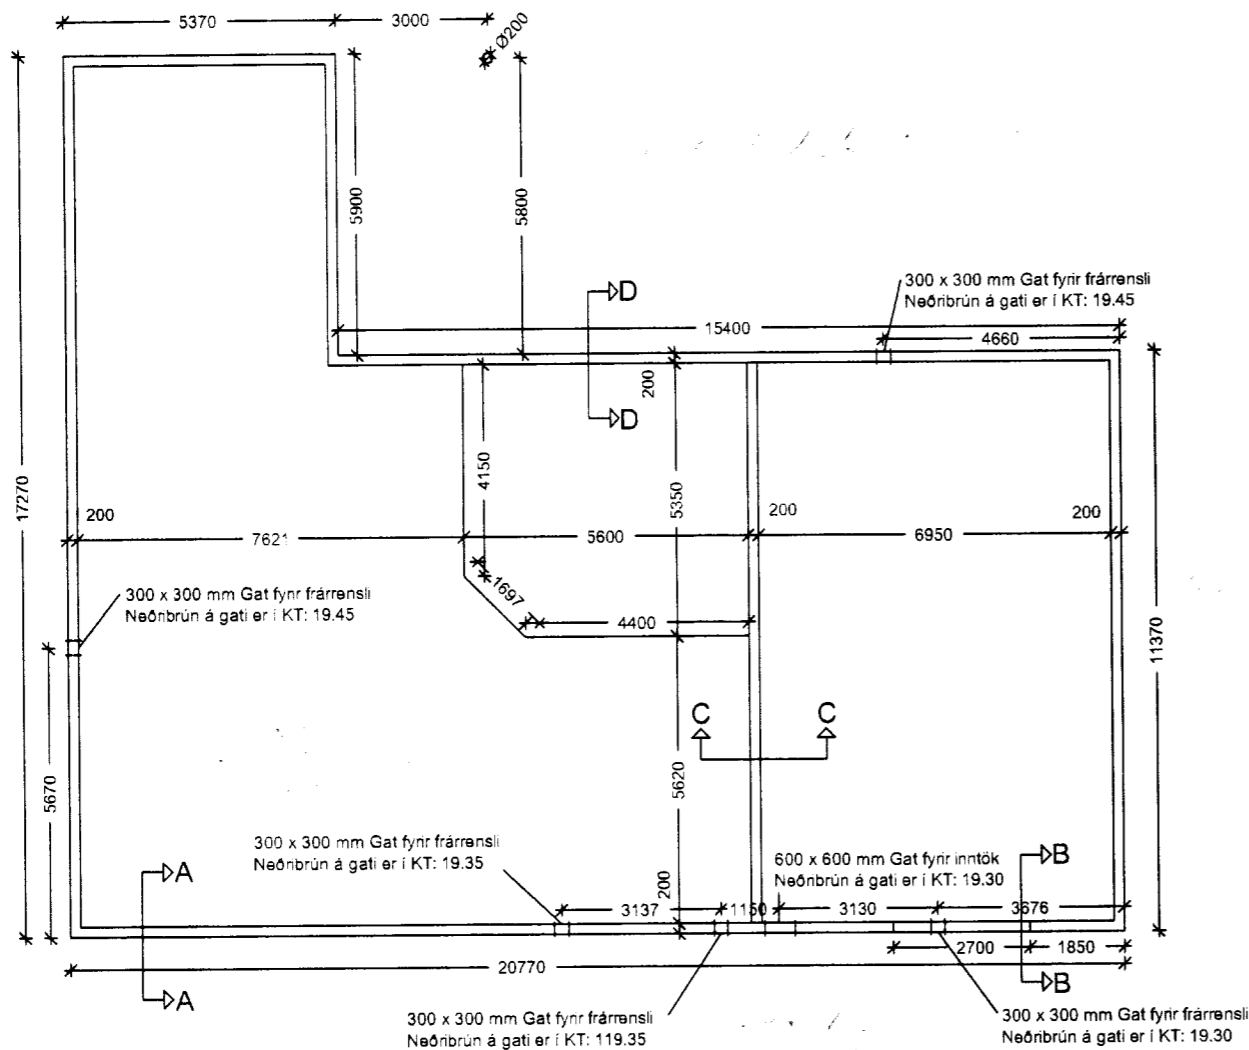 5370
3000
Ø200
5900
5800
D
300 x 300 mm Gat fyrir frárrensli
Neðribrún á gati er í KT: 19.45
15400
4660
200
D
4150
5350
17270
200
200
200
7621
5600
6950
1697
300 x 300 mm Gat fyrir frárrensli
Neðribrún á gati er í KT: 19.45
4400
11370
C
C
5670
5620
300 x 300 mm Gat fyrir frárrensli
Neðribrún á gati er í KT: 19.35
600 x 600 mm Gat fyrir inntök
Neðribrún á gati er í KT: 19.30
B
A
200
3137
1150
3130
3676
2700
1850
20770
B
A
300 x 300 mm Gat fyrir frárrensli
Neðribrún á gati er í KT: 119.35
300 x 300 mm Gat fyrir frárrensli
Neðribrún á gati er í KT: 19.30